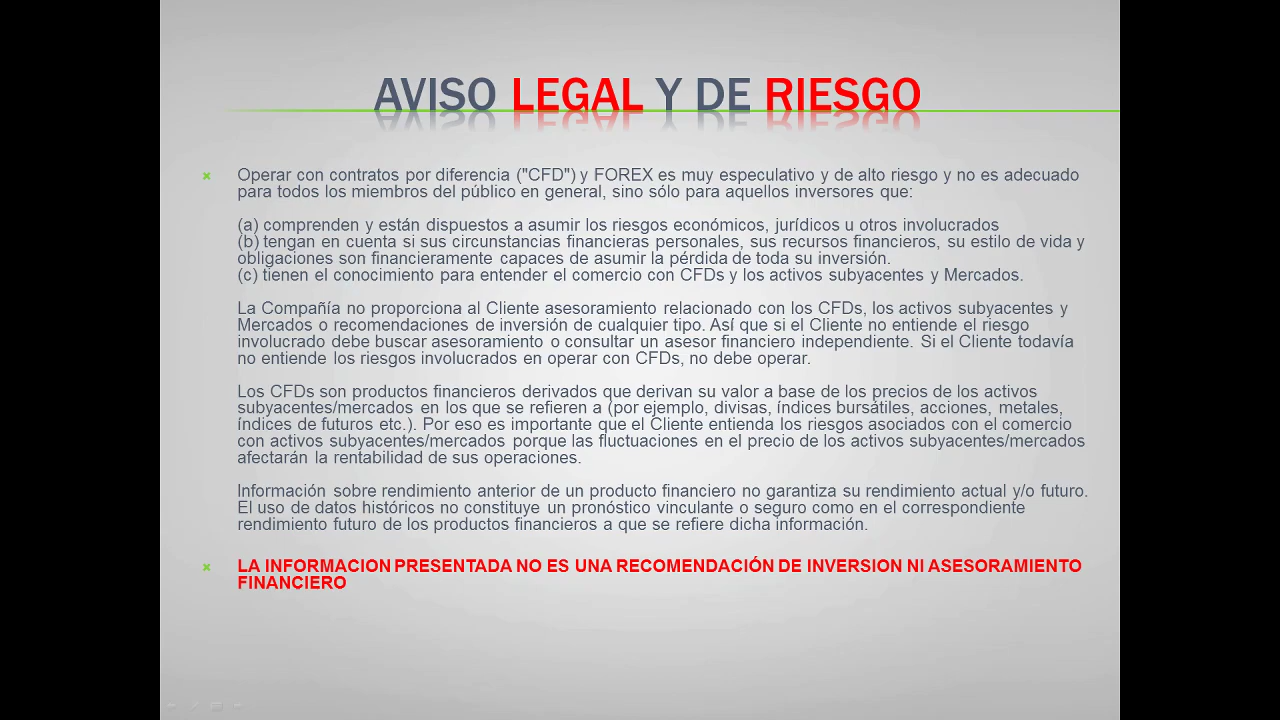 AVISO LEGAL Y DE RIESGO
Operar con contratos por diferencia ("CFD") y FOREX es muy especulativo y de alto riesgo y no es adecuado
para todos los miembros del público en general, sino sólo para aquellos inversores que:
(a) comprenden y están dispuestos a asumir los riesgos económicos, jurídicos u otros involucrados
(b) tengan en cuenta si sus circunstancias financieras personales, sus recursos financieros, su estilo de vida y
obligaciones son financieramente capaces de asumir la pérdida de toda su inversión.
(c) tienen el conocimiento para entender el comercio con CFDs y los activos subyacentes y Mercados.
La Compañía no proporciona al Cliente asesoramiento relacionado con los CFDs, los activos subyacentes y
Mercados o recomendaciones de inversión de cualquier tipo. Así que si el Cliente no entiende el riesgo
involucrado debe buscar asesoramiento o consultar un asesor financiero independiente. Si el Cliente todavía
no entiende los riesgos involucrados en operar con CFDs, no debe operar.
Los CFDs son productos financieros derivados que derivan su valor a base de los precios de los activos
subyacentes/mercados en los que se refieren a (por ejemplo, divisas, índices bursátiles, acciones, metales,
índices de futuros etc.). Por eso es importante que el Cliente entienda los riesgos asociados con el comercio
con activos subyacentes/mercados porque las fluctuaciones en el precio de los activos subyacentes/mercados
afectarán la rentabilidad de sus operaciones.
Información sobre rendimiento anterior de un producto financiero no garantiza su rendimiento actual y/o futuro.
El uso de datos históricos no constituye un pronóstico vinculante o seguro como en el correspondiente
rendimiento futuro de los productos financieros a que se refiere dicha información.
LA INFORMACION PRESENTADA NO ES UNA RECOMENDACIÓN DE INVERSION NI ASESORAMIENTO
FINANCIERO